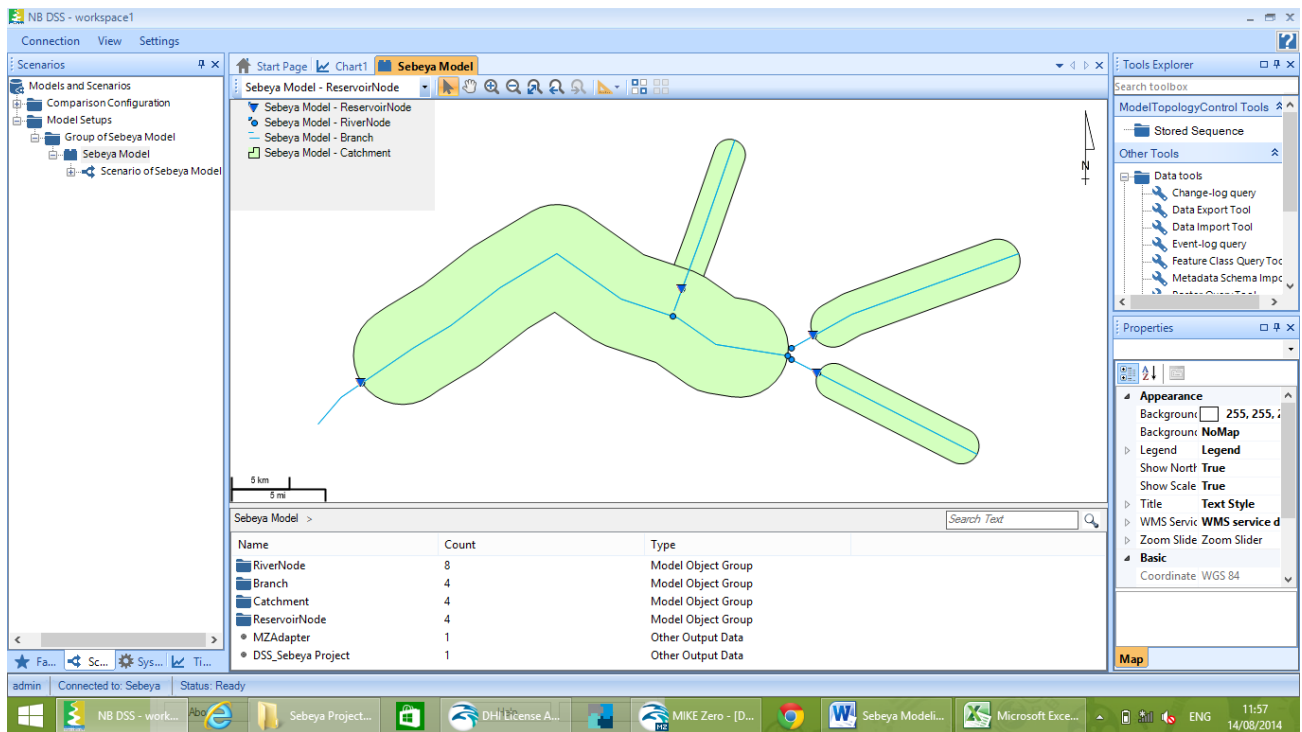 NB DSS - workspace1
Connection View Settings
Scenarios
Models and Scenarios
Comparison Configuration
Model Setups
Group of Sebeya Model
Sebeya Model
Scenario of Sebeya Model
Start Page Chart1 Sebeya Model
Sebeya Model - ReservoirNode
Sebeya Model - ReservoirNode
Sebeya Model - RiverNode
Sebeya Model - Branch
Sebeya Model - Catchment
N
5 km
5 mi
Sebeya Model >
Search Text
Name Count Type
RiverNode 8 Model Object Group
Branch 4 Model Object Group
Catchment 4 Model Object Group
ReservoirNode 4 Model Object Group
MZAdapter 1 Other Output Data
DSS_Sebeya Project 1 Other Output Data
Tools Explorer
Search toolbox
ModelTopologyControl Tools
Stored Sequence
Other Tools
Data tools
Change-log query
Data Export Tool
Data Import Tool
Event-log query
Feature Class Query Too
Metadata Schema Impo
Properties
Appearance
Background 255, 255, 2
Background NoMap
Legend Legend
Show North True
Show Scale True
Title Text Style
WMS Servic WMS service d
Zoom Slide Zoom Slider
Basic
Coordinate WGS 84
Map
Fa... Sc... Sys... Ti...
admin Connected to: Sebeya Status: Ready
NB DSS - work... Sebeya Project... DHI License A... MIKE Zero - [D... Sebeya Modeli... Microsoft Exce... ENG 11:57
14/08/2014